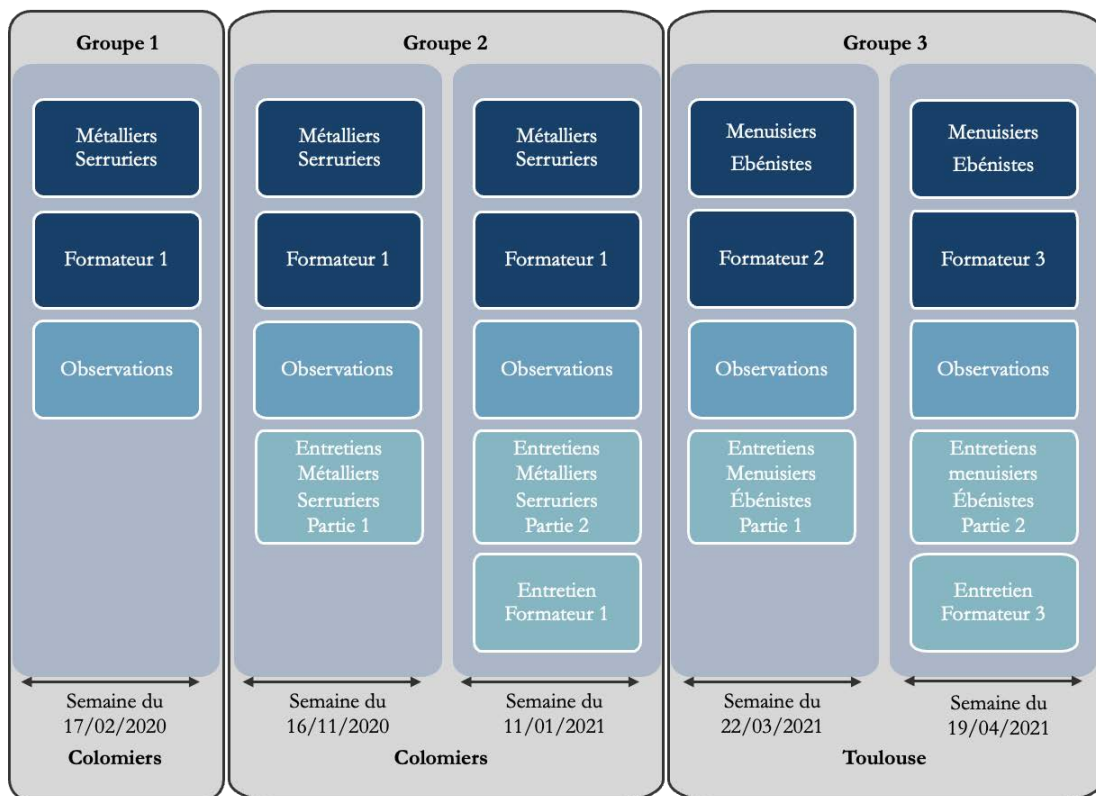 Groupe 1
Métalliers
Serruriers
Formateur 1
Observations
Semaine du
17/02/2020
Colomiers
Groupe 2
Métalliers
Serruriers
Formateur 1
Observations
Entretiens
Métalliers
Serruriers
Partie 1
Semaine du
16/11/2020
Métalliers
Serruriers
Formateur 1
Observations
Entretiens
Métalliers
Serruriers
Partie 2
Entretien
Formateur 1
Semaine du
11/01/2021
Colomiers
Groupe 3
Menuisiers
Ebénistes
Formateur 2
Observations
Entretiens
Menuisiers
Ébénistes
Partie 1
Semaine du
22/03/2021
Menuisiers
Ebénistes
Formateur 3
Observations
Entretiens
menuisiers
Ébénistes
Partie 2
Entretien
Formateur 3
Semaine du
19/04/2021
Toulouse